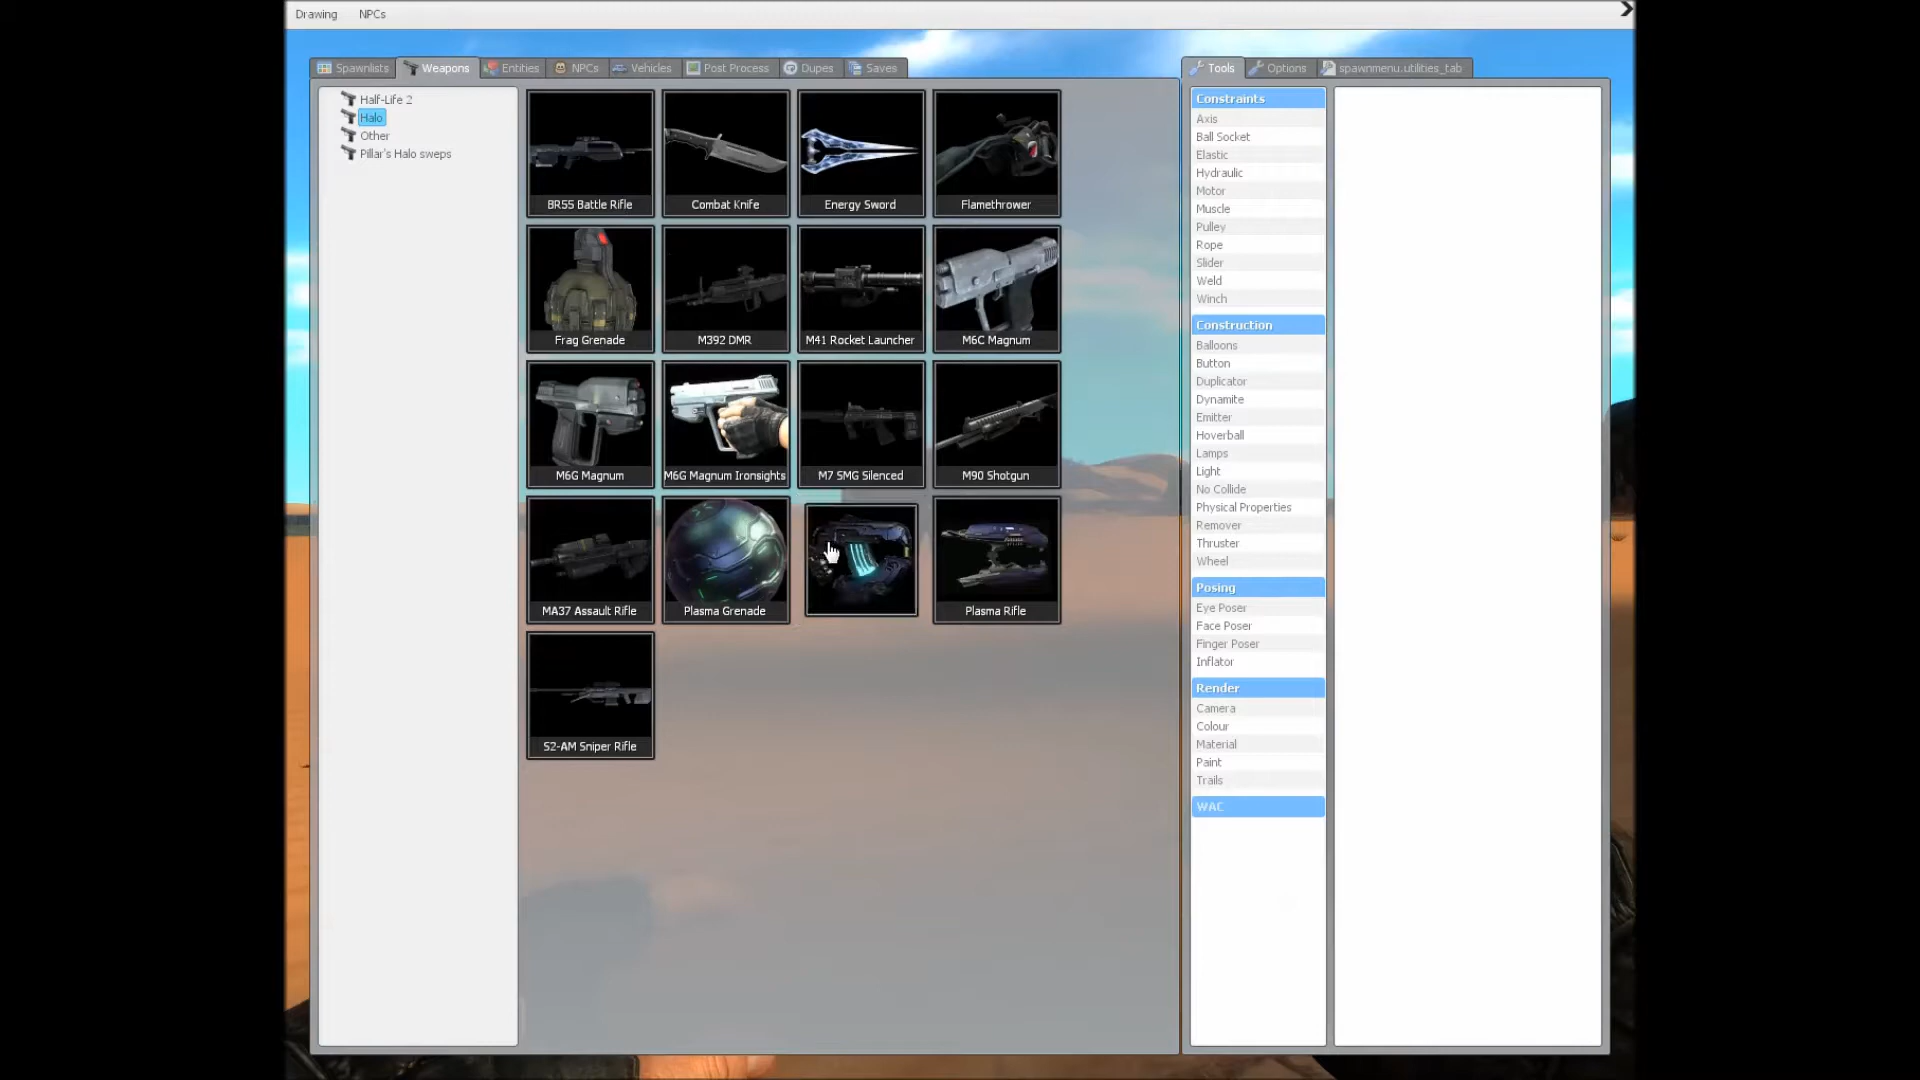 Drawing NPCs
Spawnlists Weapons Entities NPCs Vehicles Post Process Dupes Saves
Half-Life 2
Halo
Other
Pillar's Halo sweps
BR55 Battle Rifle Combat Knife Energy Sword Flamethrower
Frag Grenade M392 DMR M41 Rocket Launcher M6C Magnum
M6G Magnum M6G Magnum Ironsights M7 SMG Silenced M90 Shotgun
MA37 Assault Rifle Plasma Grenade Plasma Rifle
S2-AM Sniper Rifle
Tools Options spawnmenu.utilities_tab
Constraints
Axis
Ball Socket
Elastic
Hydraulic
Motor
Muscle
Pulley
Rope
Slider
Weld
Winch
Construction
Balloons
Button
Duplicator
Dynamite
Emitter
Hoverball
Lamps
Light
No Collide
Physical Properties
Remover
Thruster
Wheel
Posing
Eye Poser
Face Poser
Finger Poser
Inflator
Render
Camera
Colour
Material
Paint
Trails
WAC